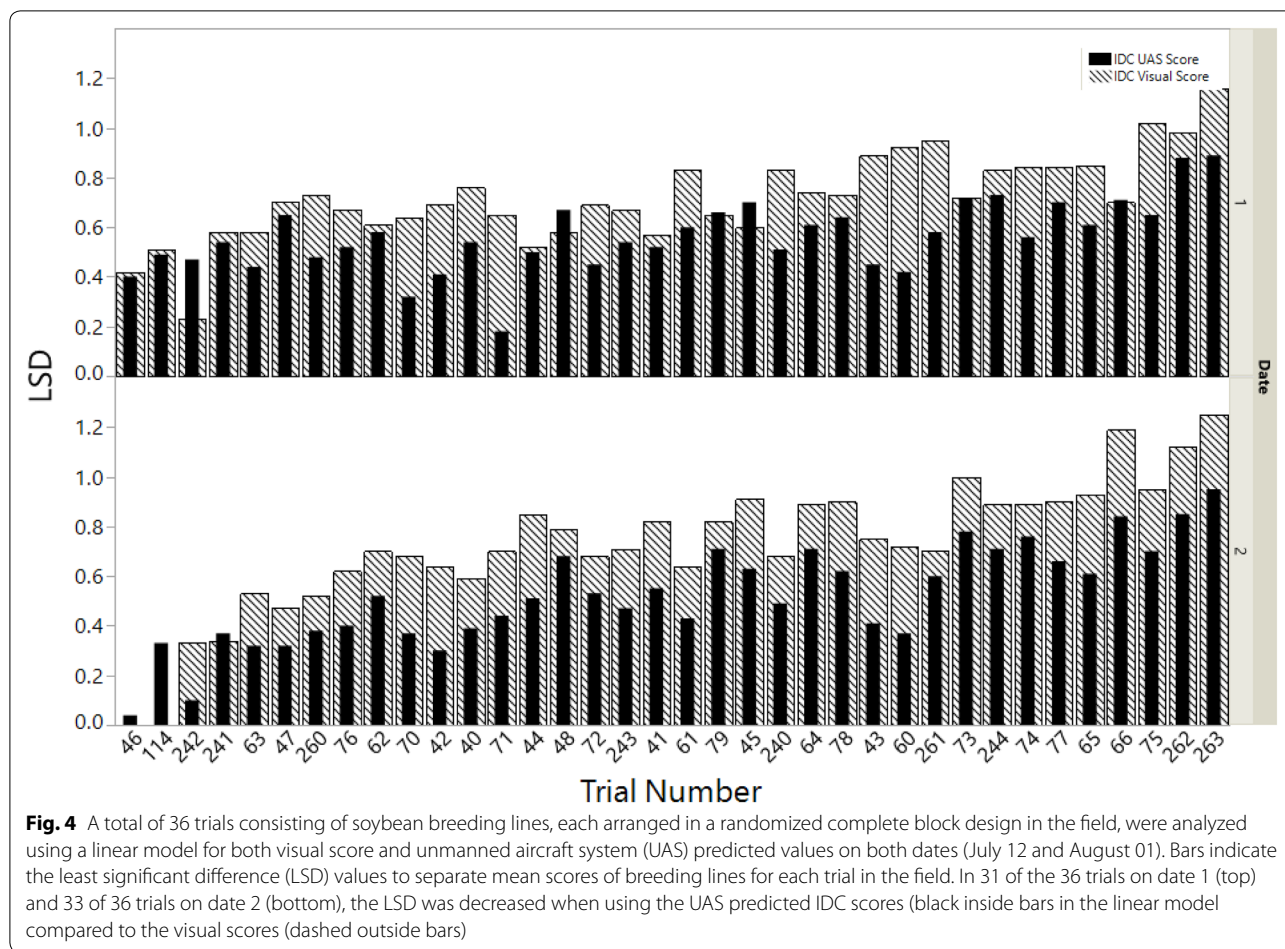 IDC UAS Score
IDC Visual Score
1.2
1.0
0.8
0.6
0.4
0.2
0.0
1
LSD
Date
1.2
1.0
0.8
0.6
0.4
0.2
0.0
2
46 114 242 241 63 47 260 76 62 70 42 40 71 44 48 72 243 41 61 79 45 240 64 78 43 60 261 73 244 74 77 65 66 75 262 263
Trial Number
Fig. 4 A total of 36 trials consisting of soybean breeding lines, each arranged in a randomized complete block design in the field, were analyzed
using a linear model for both visual score and unmanned aircraft system (UAS) predicted values on both dates (July 12 and August 01). Bars indicate
the least significant difference (LSD) values to separate mean scores of breeding lines for each trial in the field. In 31 of the 36 trials on date 1 (top)
and 33 of 36 trials on date 2 (bottom), the LSD was decreased when using the UAS predicted IDC scores (black inside bars in the linear model
compared to the visual scores (dashed outside bars)